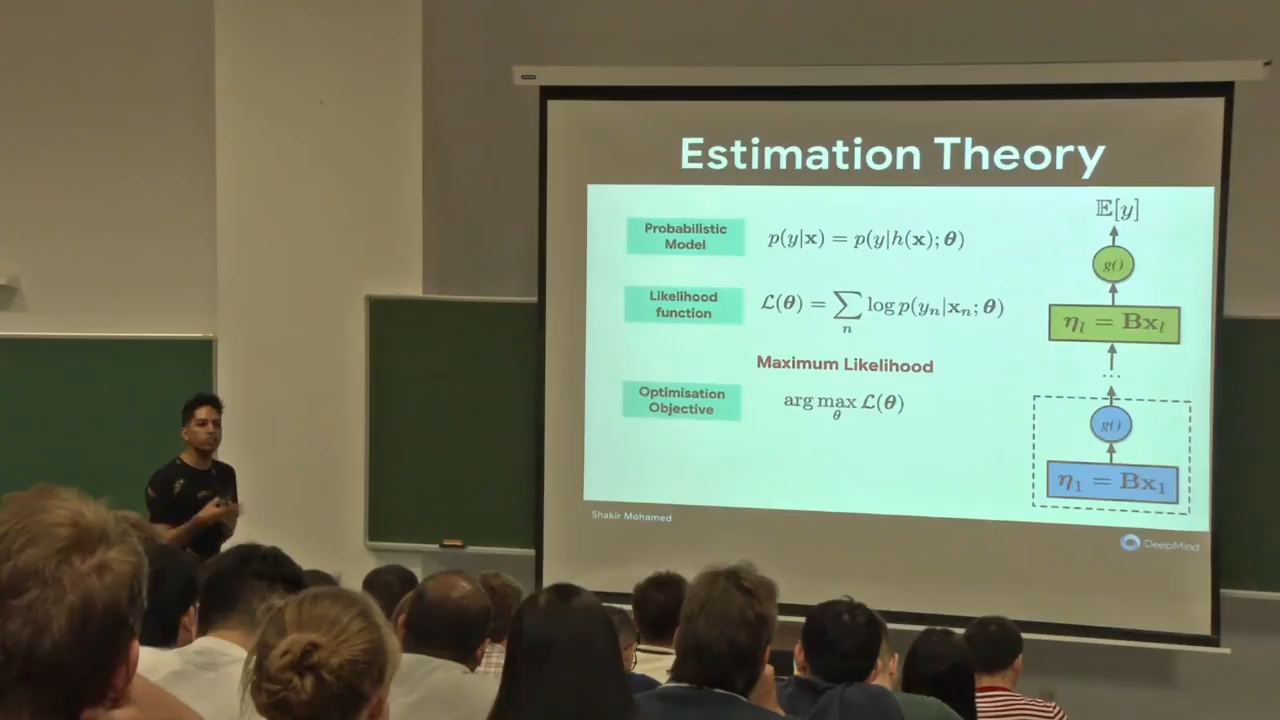 Estimation Theory
Probabilistic
Model
p(y|x) = p(y|h(x); θ)
Likelihood
function
ℒ(θ) = ∑ₙ log p(yₙ|xₙ; θ)
Maximum Likelihood
Optimisation
Objective
arg max ℒ(θ)
θ
𝔼[y]
g()
ηₗ = Bxₗ
...
g()
η₁ = Bx₁
Shakir Mohamed
DeepMind